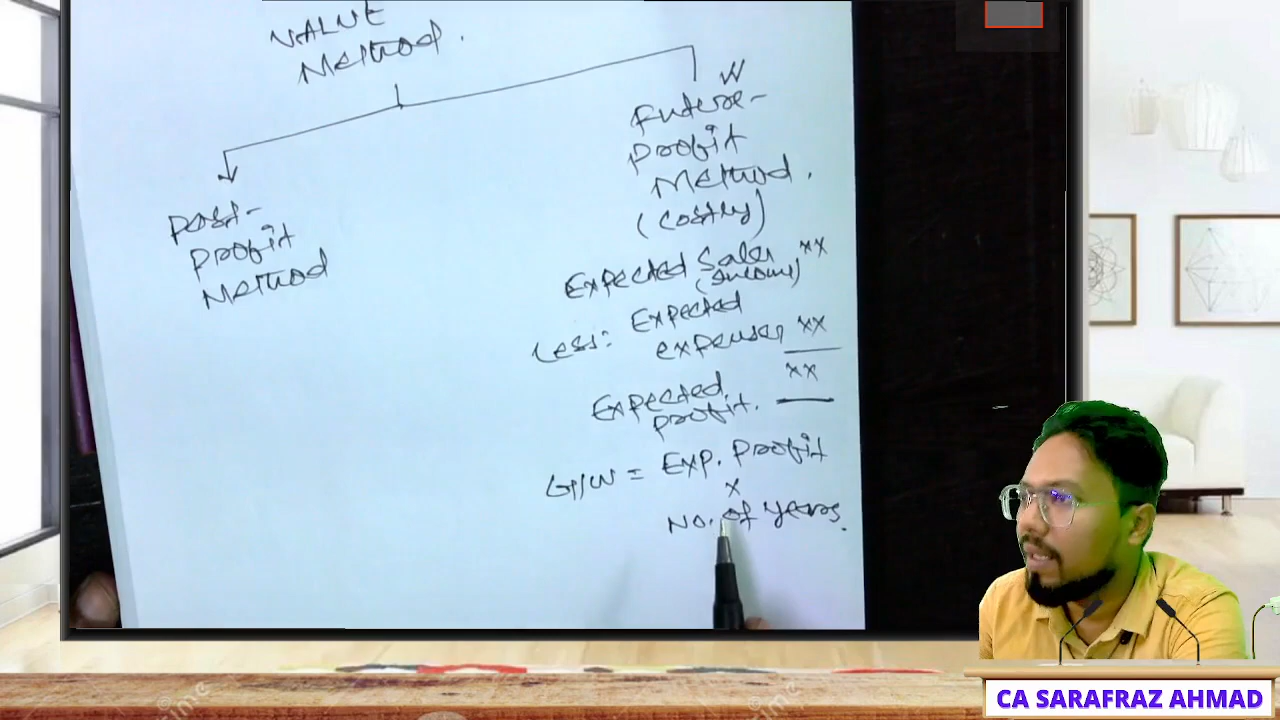 VALUE
Method.
Past-
Profit
Method
Future-
Profit
Method.
(costly)
Expected Sales xx
(Income)
Less: Expected
expenses xx
xx
Expected
profit.
G/W = Exp. Profit
x
No. of years.
CA SARAFRAZ AHMAD